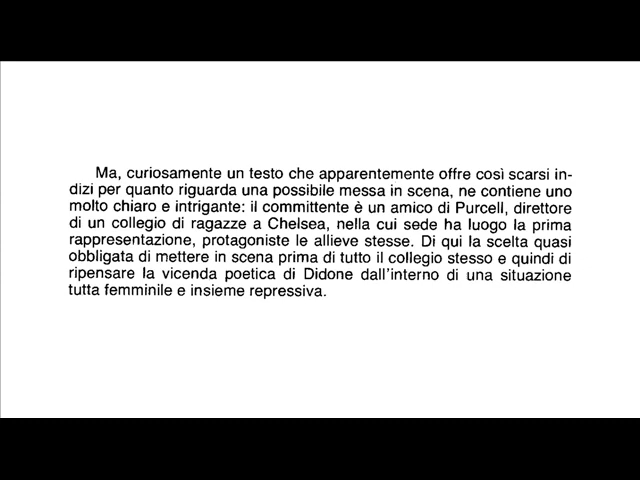 Ma, curiosamente un testo che apparentemente offre così scarsi in-
dizi per quanto riguarda una possibile messa in scena, ne contiene uno
molto chiaro e intrigante: il committente è un amico di Purcell, direttore
di un collegio di ragazze a Chelsea, nella cui sede ha luogo la prima
rappresentazione, protagoniste le allieve stesse. Di qui la scelta quasi
obbligata di mettere in scena prima di tutto il collegio stesso e quindi di
ripensare la vicenda poetica di Didone dall'interno di una situazione
tutta femminile e insieme repressiva.